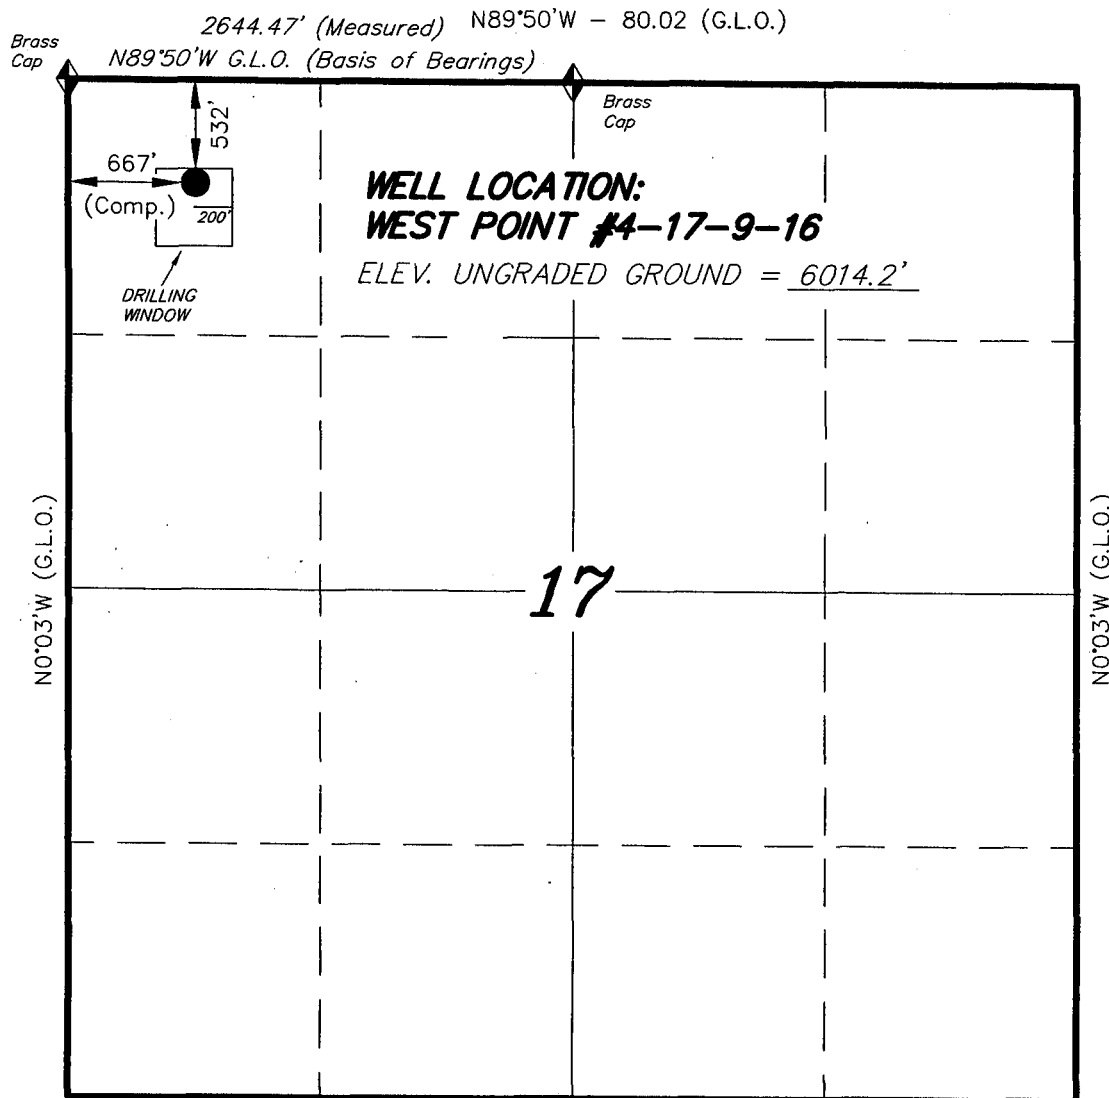 2644.47' (Measured) N89°50'W – 80.02 (G.L.O.)
Brass
Cap
N89°50'W G.L.O. (Basis of Bearings)
Brass
Cap
532'
667'
(Comp.)
200'
DRILLING
WINDOW
WELL LOCATION:
WEST POINT #4–17–9–16
ELEV. UNGRADED GROUND = 6014.2'
N0°03'W (G.L.O.)
17
N0°03'W (G.L.O.)